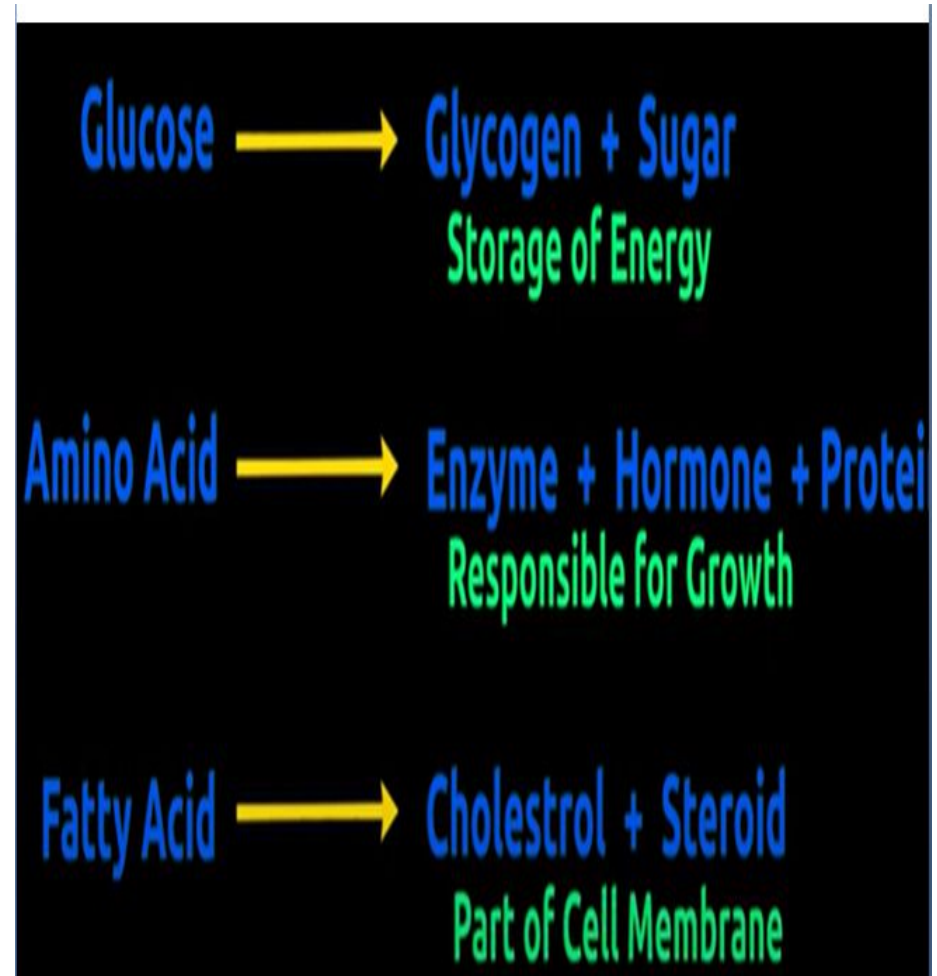 Glucose → Glycogen + Sugar
Storage of Energy
Amino Acid → Enzyme + Hormone + Protei
Responsible for Growth
Fatty Acid → Cholestrol + Steroid
Part of Cell Membrane